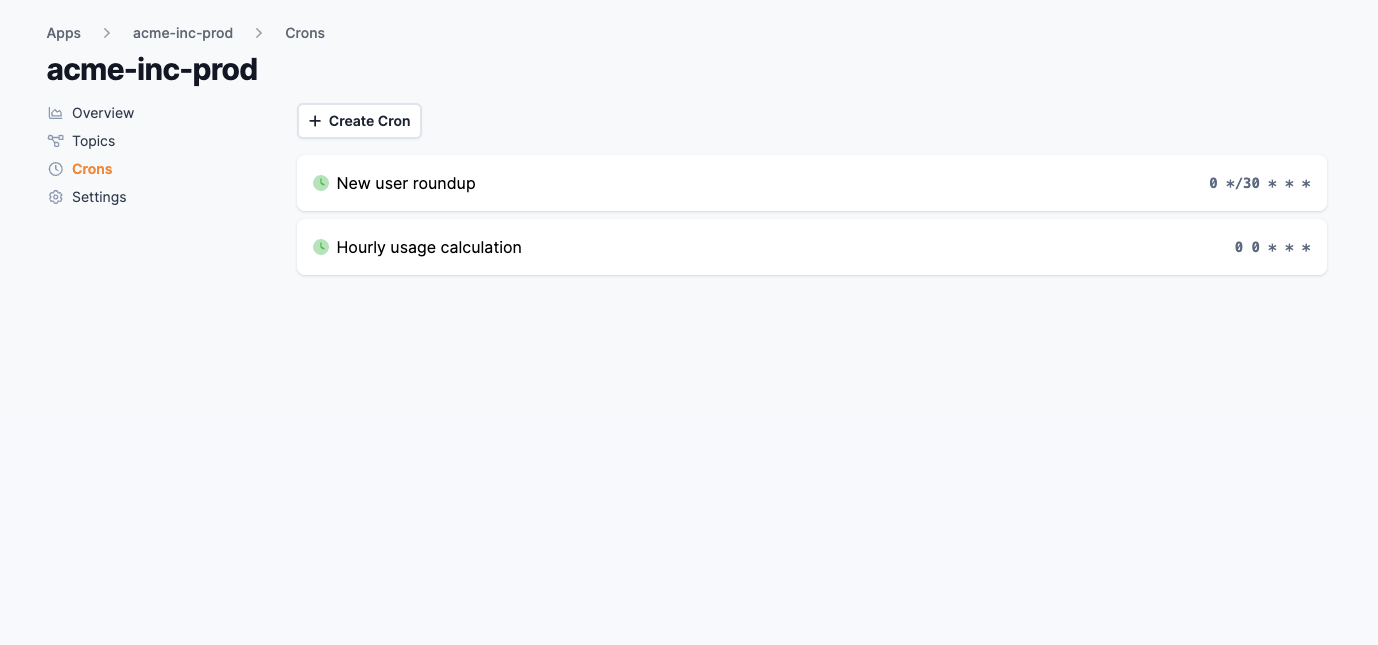 Apps > acme-inc-prod > Crons
acme-inc-prod
Overview
Topics
Crons
Settings
+ Create Cron
New user roundup 0 */30 * * *
Hourly usage calculation 0 0 * * *